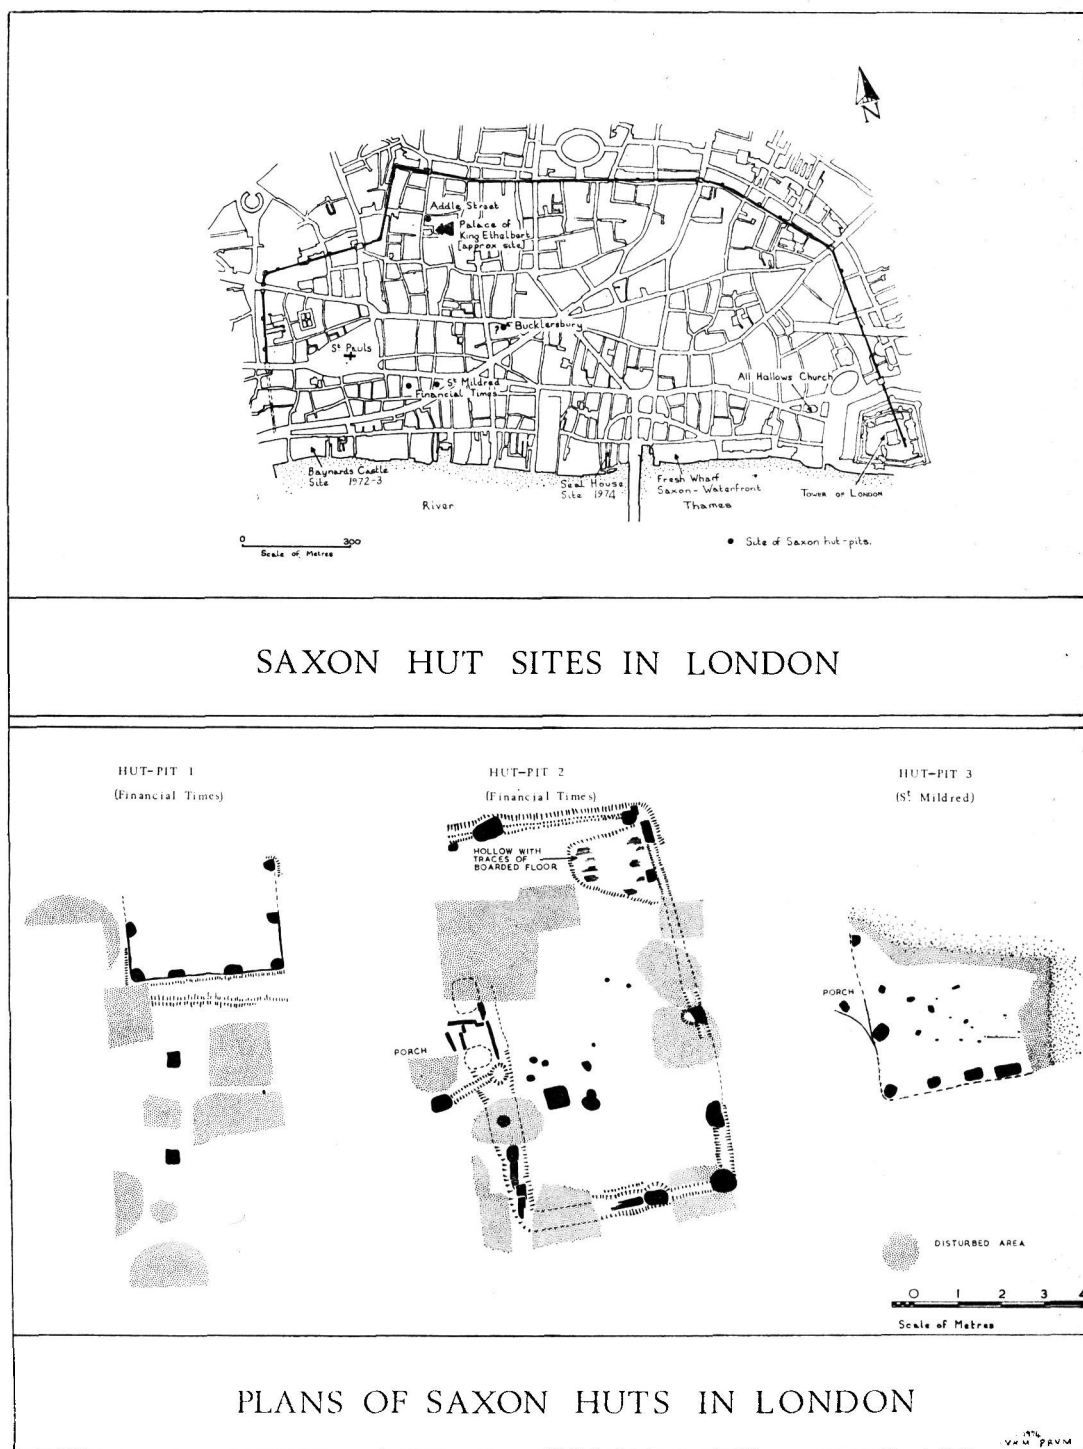 N
Addle Street
Palace of
King Ethelbert
[approx site]
? Bucklersbury
St Pauls
St Mildred
Financial Times
All Hallows Church
Baynards Castle
Site 1972-3
Seal House
Site 1974
Fresh Wharf
Saxon-Waterfront
TOWER OF LONDON
River
Thames
0 300
Scale of Metres
Site of Saxon hut-pits.
SAXON HUT SITES IN LONDON
HUT-PIT 1
(Financial Times)
HUT-PIT 2
(Financial Times)
HUT-PIT 3
(St Mildred)
HOLLOW WITH
TRACES OF
BOARDED FLOOR
PORCH
PORCH
DISTURBED AREA
0 1 2 3 4
Scale of Metres
PLANS OF SAXON HUTS IN LONDON
1974